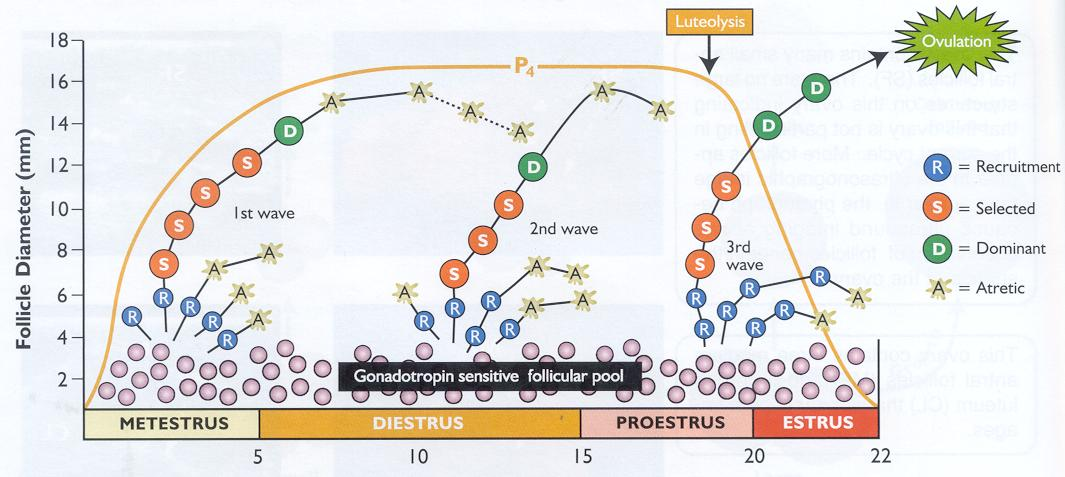 Luteolysis
Ovulation
P4
18
16
14
12
10
8
6
4
2
Follicle Diameter (mm)
D
A
A
A
A
D
A
A
D
D
S
S
S
S
1st wave
S
S
S
2nd wave
D
S
S
S
3rd
wave
R
R
R
R
R
A
A
A
A
A
R
R
R
R
R
A
A
A
A
R
R
R
R
R
R
R
A
A
R = Recruitment
S = Selected
D = Dominant
A = Atretic
Gonadotropin sensitive follicular pool
METESTRUS
DIESTRUS
PROESTRUS
ESTRUS
5
10
15
20
22